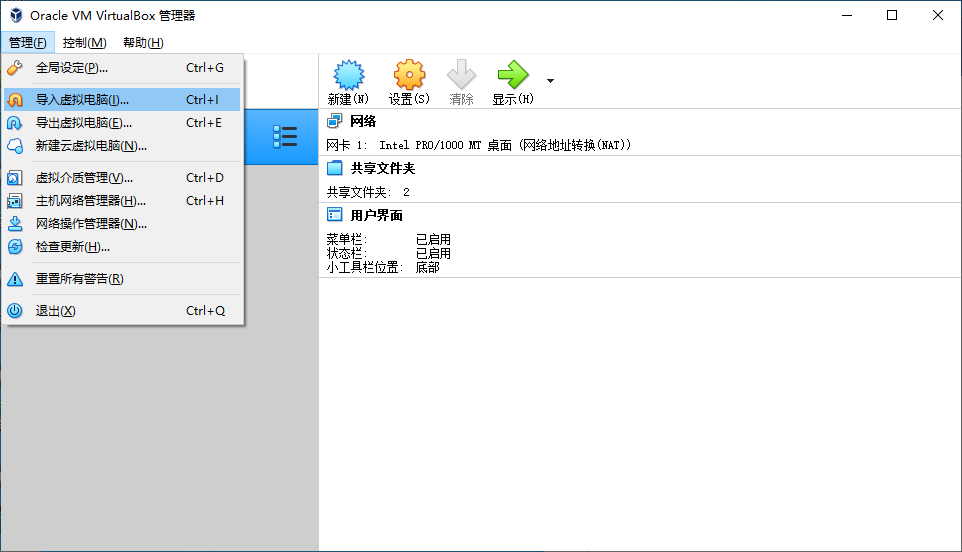 Oracle VM VirtualBox 管理器
管理(F) 控制(M) 帮助(H)
全局设定(P)... Ctrl+G
导入虚拟电脑(I)... Ctrl+I
导出虚拟电脑(E)... Ctrl+E
新建云虚拟电脑(N)...
虚拟介质管理(V)... Ctrl+D
主机网络管理器(H)... Ctrl+H
网络操作管理器(N)...
检查更新(H)...
重置所有警告(R)
退出(X) Ctrl+Q
新建(N) 设置(S) 清除 显示(H)
网络
网卡 1: Intel PRO/1000 MT 桌面 (网络地址转换(NAT))
共享文件夹
共享文件夹: 2
用户界面
菜单栏: 已启用
状态栏: 已启用
小工具栏位置: 底部